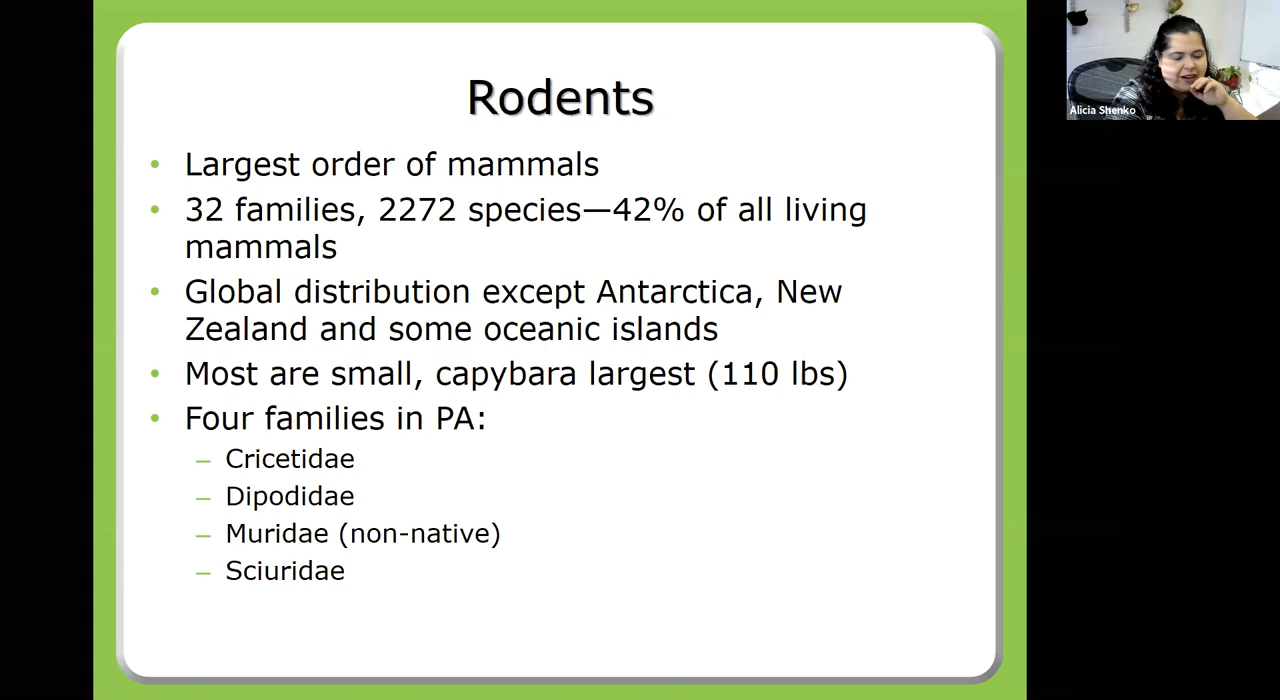 Rodents
• Largest order of mammals
• 32 families, 2272 species—42% of all living
mammals
• Global distribution except Antarctica, New
Zealand and some oceanic islands
• Most are small, capybara largest (110 lbs)
• Four families in PA:
– Cricetidae
– Dipodidae
– Muridae (non-native)
– Sciuridae
Alicia Shenko